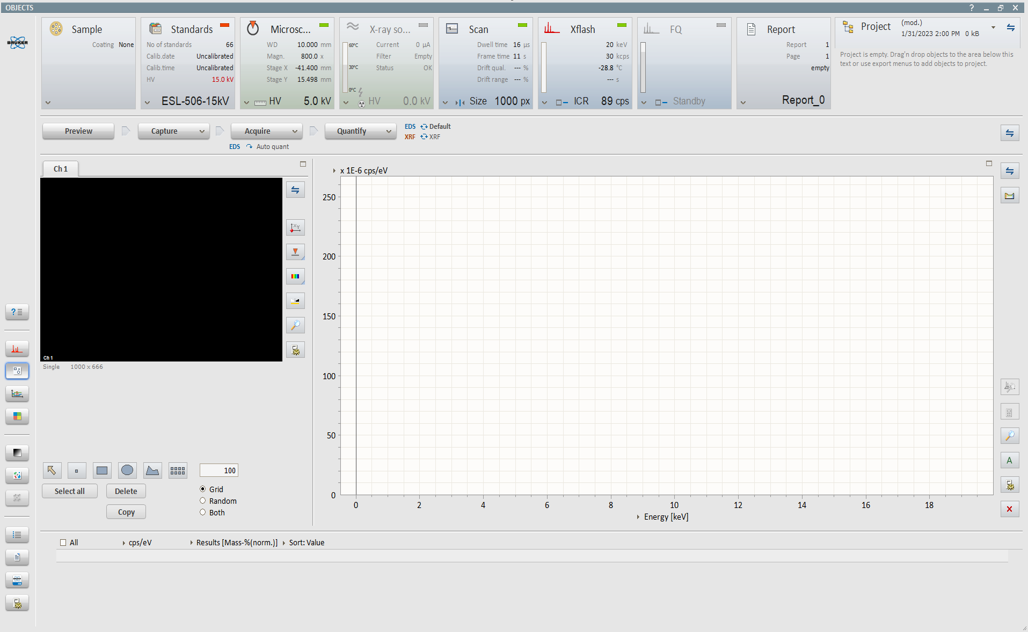 OBJECTS
Sample
Coating None
Standards
No of standards 66
Calib.date Uncalibrated
Calib.time Uncalibrated
HV 15.0 kV
ESL-506-15kV
Microsc...
WD 10.000 mm
Magn. 800.0 x
Stage X -41.400 mm
Stage Y 15.498 mm
HV 5.0 kV
X-ray so...
Current 0 µA
Filter Empty
Status OK
HV 0.0 kV
Scan
Dwell time 16 µs
Frame time 11 s
Drift qual. --- %
Drift range --- %
Size 1000 px
Xflash
20 keV
30 kcps
-28.8 °C
--- s
ICR 89 cps
FQ
Standby
Report
Report 1
Page 1
empty
Report_0
Project
(mod.)
1/31/2023 2:00 PM 0 kB
Project is empty. Drag'n drop objects to the area below this
text or use export menus to add objects to project.
Preview
Capture
Acquire
Quantify
EDS Default
XRF XRF
EDS Auto quant
Ch 1
Ch 1
Single 1000 x 666
x 1E-6 cps/eV
250
200
150
100
50
0
0 2 4 6 8 10 12 14 16 18
Energy [keV]
100
Select all
Delete
Copy
Grid
Random
Both
A
All
cps/eV
Results [Mass-%(norm.)]
Sort: Value